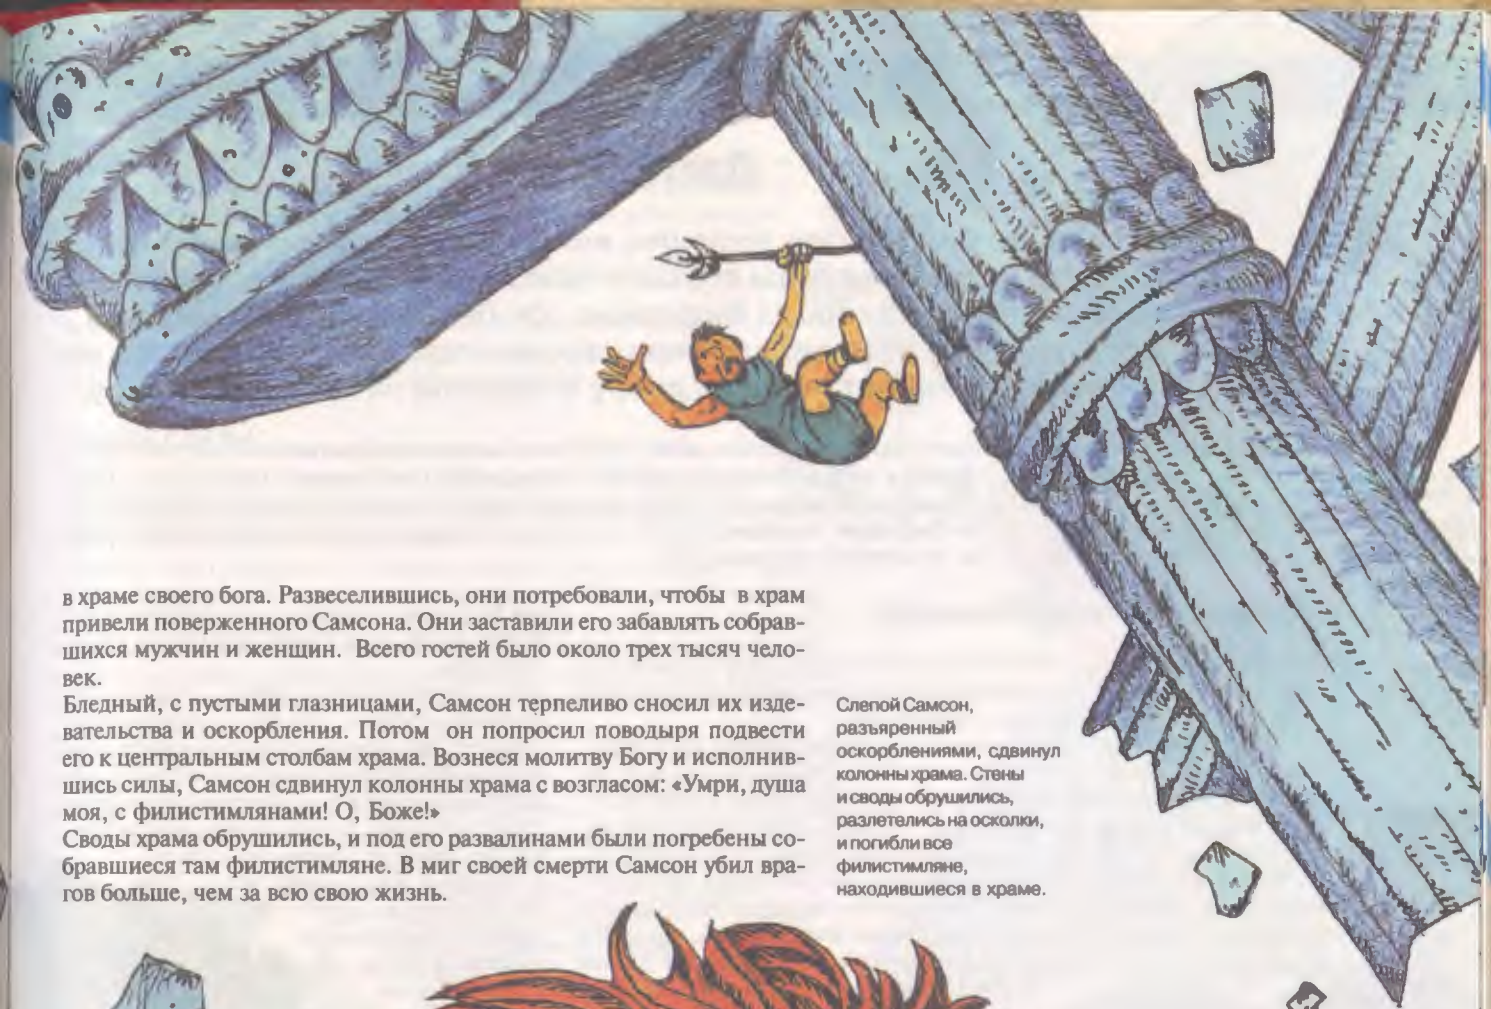 в храме своего бога. Развеселившись, они потребовали, чтобы в храм
привели поверженного Самсона. Они заставили его забавлять собрав-
шихся мужчин и женщин. Всего гостей было около трех тысяч чело-
век.
Бледный, с пустыми глазницами, Самсон терпеливо сносил их изде-
вательства и оскорбления. Потом он попросил поводыря подвести
его к центральным столбам храма. Вознеся молитву Богу и исполнив-
шись силы, Самсон сдвинул колонны храма с возгласом: «Умри, душа
моя, с филистимлянами! О, Боже!»
Своды храма обрушились, и под его развалинами были погребены со-
бравшиеся там филистимляне. В миг своей смерти Самсон убил вра-
гов больше, чем за всю свою жизнь.
Слепой Самсон,
разъяренный
оскорблениями, сдвинул
колонны храма. Стены
и своды обрушились,
разлетелись на осколки,
и погибли все
филистимляне,
находившиеся в храме.